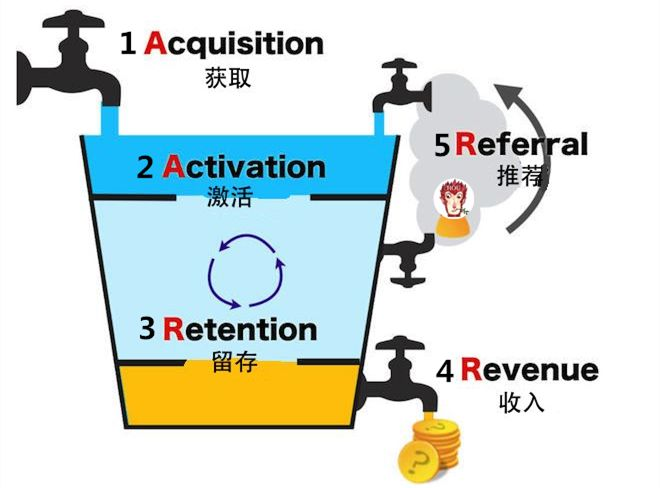 1 Acquisition
获取
2 Activation
激活
3 Retention
留存
4 Revenue
收入
5 Referral
推荐
?
?